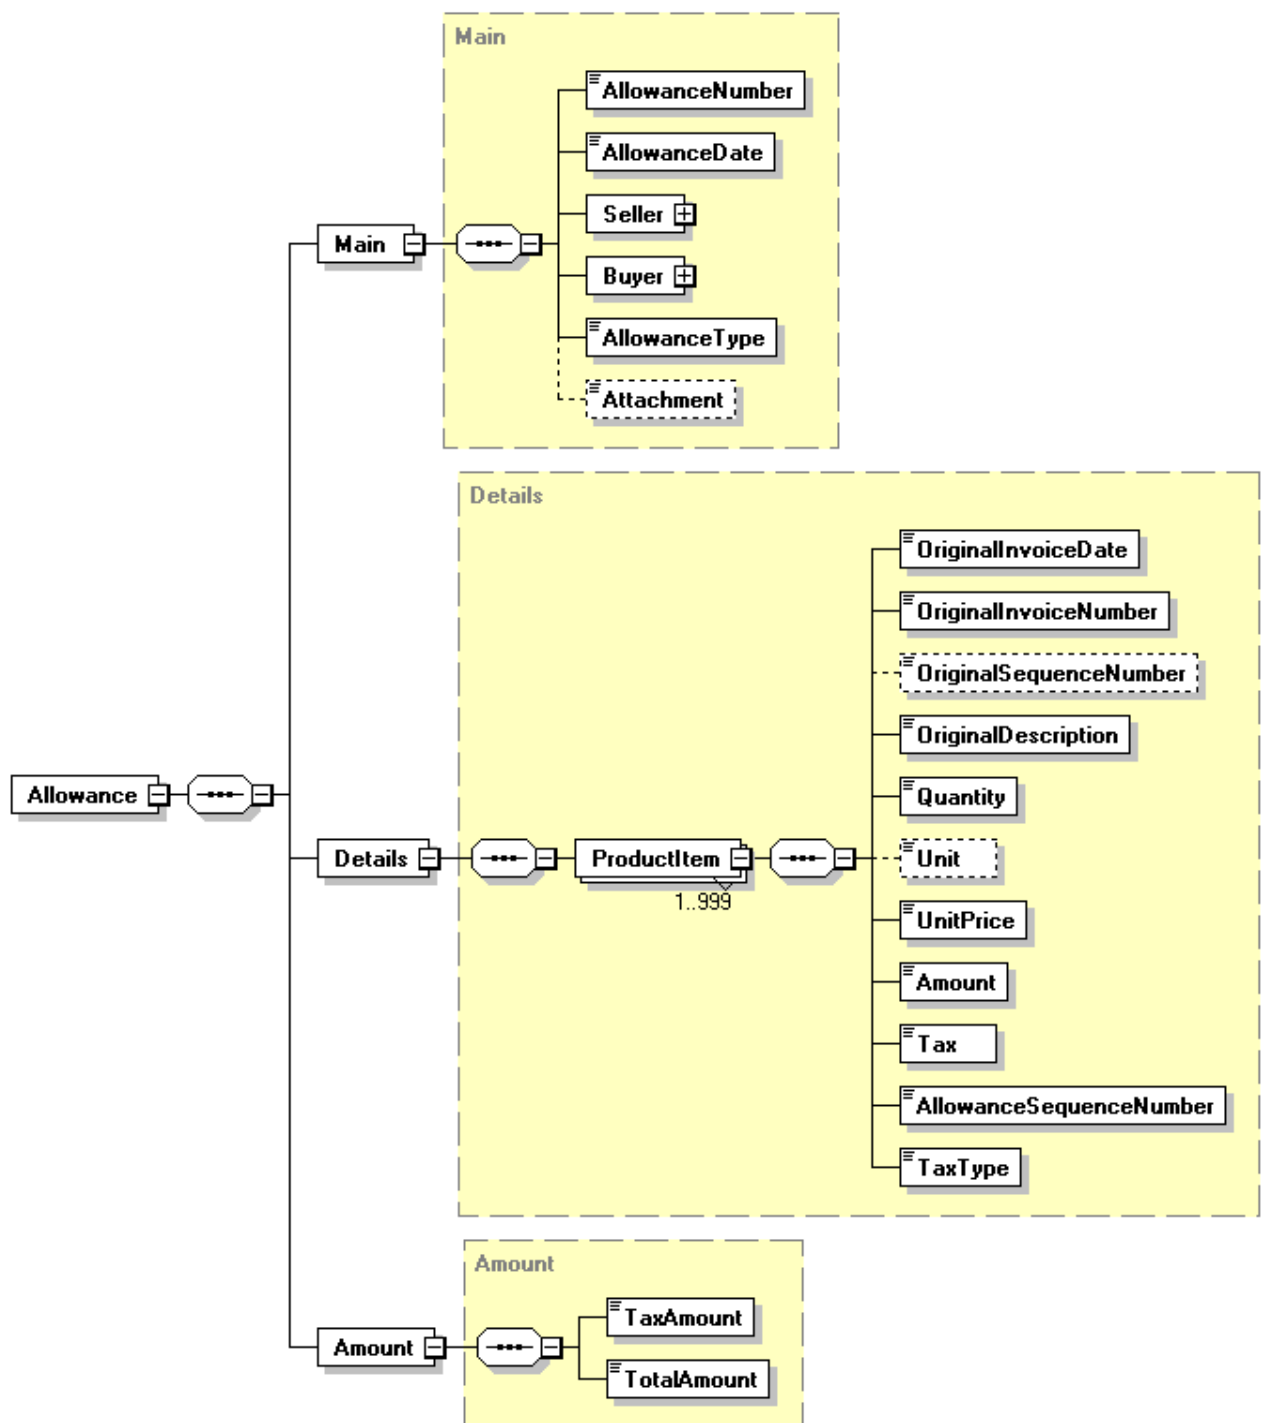 Main
AllowanceNumber
AllowanceDate
Seller
Main
Buyer
AllowanceType
Attachment
Details
OriginalInvoiceDate
OriginalInvoiceNumber
OriginalSequenceNumber
OriginalDescription
Allowance
Quantity
Details
ProductItem
Unit
1..999
UnitPrice
Amount
Tax
AllowanceSequenceNumber
TaxType
Amount
TaxAmount
Amount
TotalAmount